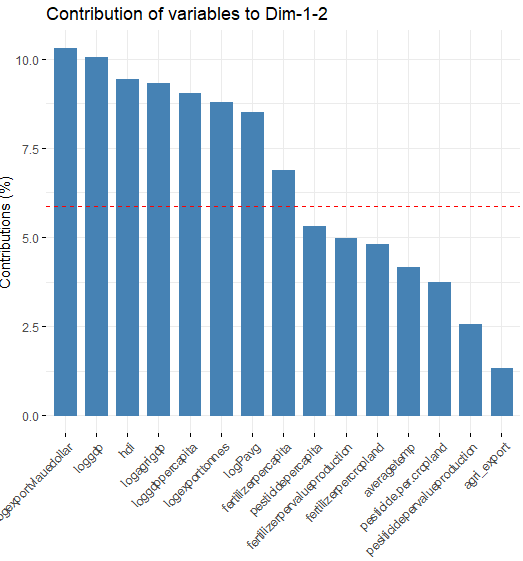 Contribution of variables to Dim-1-2
Contributions (%)
10.0
7.5
5.0
2.5
0.0
loggdp
hdi
logagrigdp
loggdppercapita
logexporttonnes
logPavg
fertilizerpercapita
pesticidepercapita
fertilizerpervalueproduction
fertilizerpercropland
averagetemp
pesticide.per.cropland
pesticidepervalueproduction
agri_export